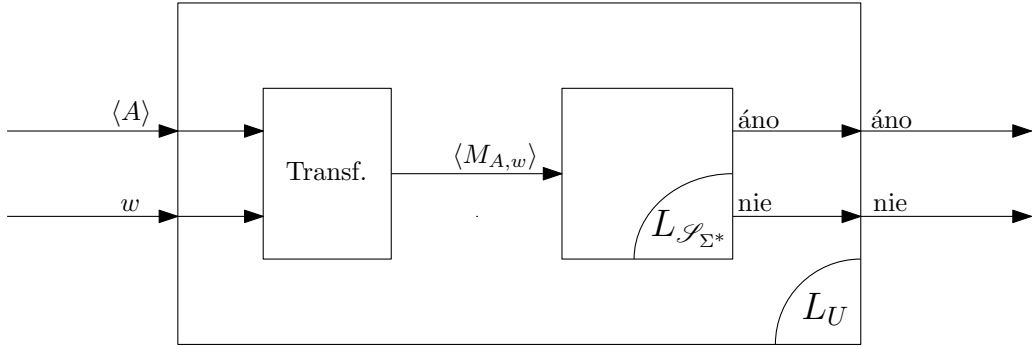 ⟨A⟩
w
Transf.
⟨M_{A,w}⟩
áno
nie
L_{𝒮_{Σ*}}
áno
nie
L_U